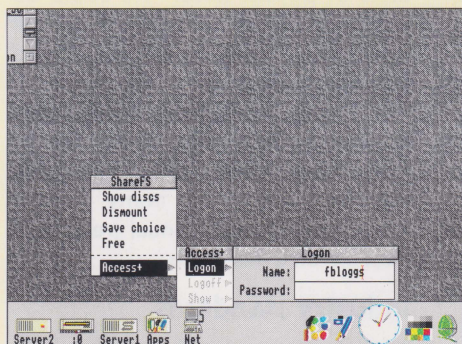 on
ShareFS
Show discs
Dismount
Save choice
Free
Access+
Access+
Logon
Logoff
Show
Logon
Name: fbloggs
Password:
Server2 :0 Server1 Apps Net